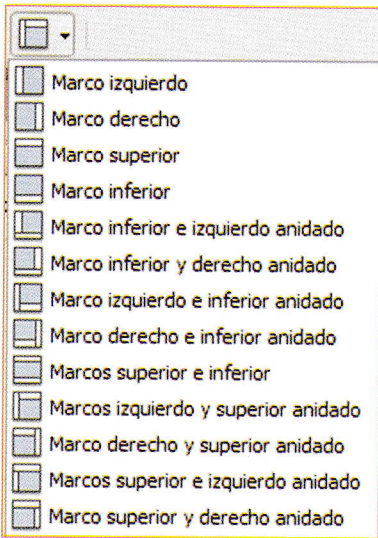 Marco izquierdo
Marco derecho
Marco superior
Marco inferior
Marco inferior e izquierdo anidado
Marco inferior y derecho anidado
Marco izquierdo e inferior anidado
Marco derecho e inferior anidado
Marcos superior e inferior
Marcos izquierdo y superior anidado
Marco derecho y superior anidado
Marcos superior e izquierdo anidado
Marco superior y derecho anidado